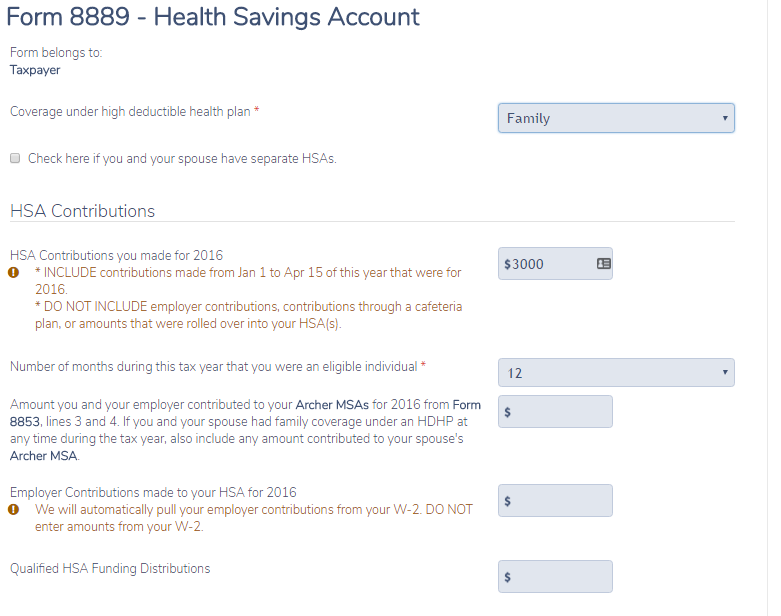 Form 8889 - Health Savings Account
Form belongs to:
Taxpayer
Coverage under high deductible health plan *
Family
Check here if you and your spouse have separate HSAs.
HSA Contributions
HSA Contributions you made for 2016
* INCLUDE contributions made from Jan 1 to Apr 15 of this year that were for
2016.
* DO NOT INCLUDE employer contributions, contributions through a cafeteria
plan, or amounts that were rolled over into your HSA(s).
$3000
Number of months during this tax year that you were an eligible individual *
12
Amount you and your employer contributed to your Archer MSAs for 2016 from Form
8853, lines 3 and 4. If you and your spouse had family coverage under an HDHP at
any time during the tax year, also include any amount contributed to your spouse's
Archer MSA.
$
Employer Contributions made to your HSA for 2016
We will automatically pull your employer contributions from your W-2. DO NOT
enter amounts from your W-2.
$
Qualified HSA Funding Distributions
$